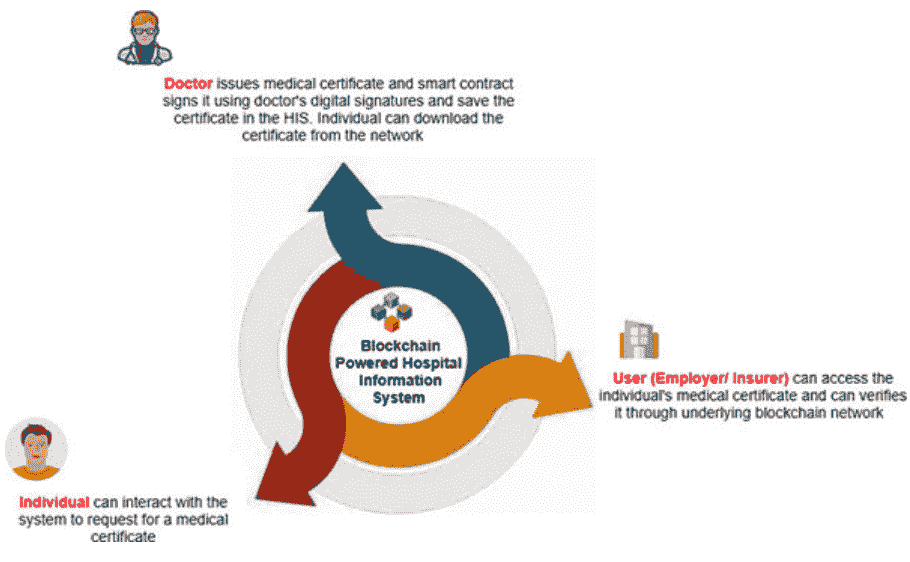 Doctor issues medical certificate and smart contract
signs it using doctor's digital signatures and save the
certificate in the HIS. Individual can download the
certificate from the network
Blockchain
Powered Hospital
Information
System
User (Employer/ Insurer) can access the
individual's medical certificate and can verifies
it through underlying blockchain network
Individual can interact with the
system to request for a medical
certificate